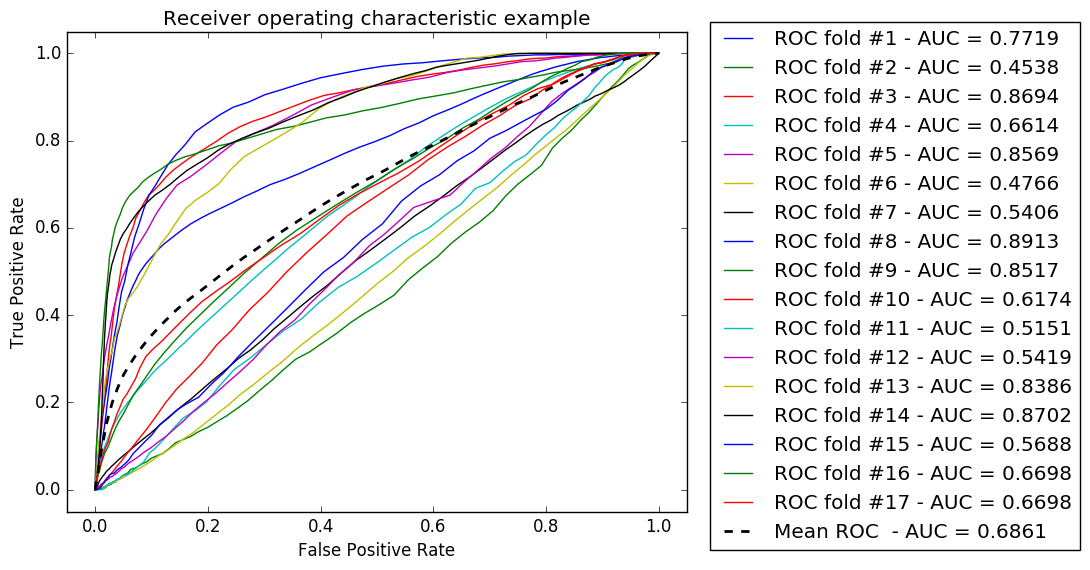 Receiver operating characteristic example
True Positive Rate
1.0
0.8
0.6
0.4
0.2
0.0
0.0 0.2 0.4 0.6 0.8 1.0
False Positive Rate
ROC fold #1 - AUC = 0.7719
ROC fold #2 - AUC = 0.4538
ROC fold #3 - AUC = 0.8694
ROC fold #4 - AUC = 0.6614
ROC fold #5 - AUC = 0.8569
ROC fold #6 - AUC = 0.4766
ROC fold #7 - AUC = 0.5406
ROC fold #8 - AUC = 0.8913
ROC fold #9 - AUC = 0.8517
ROC fold #10 - AUC = 0.6174
ROC fold #11 - AUC = 0.5151
ROC fold #12 - AUC = 0.5419
ROC fold #13 - AUC = 0.8386
ROC fold #14 - AUC = 0.8702
ROC fold #15 - AUC = 0.5688
ROC fold #16 - AUC = 0.6698
ROC fold #17 - AUC = 0.6698
Mean ROC  - AUC = 0.6861